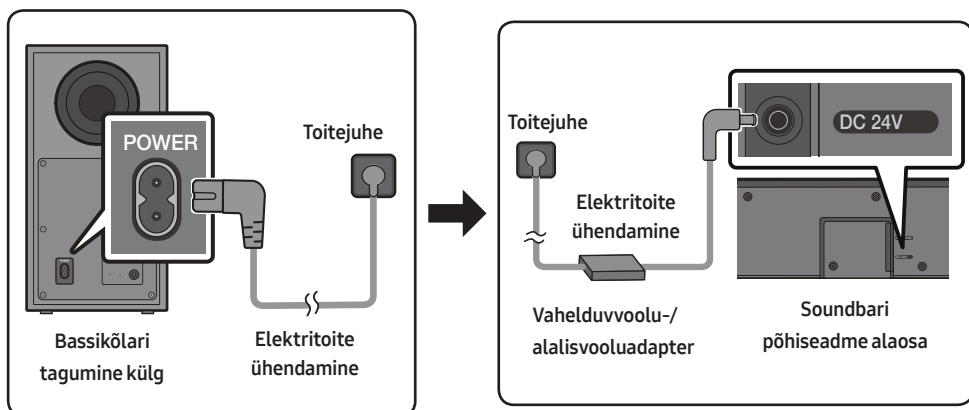 POWER
Toitejuhe
Bassikõlari
tagumine külg
Elektritoite
ühendamine
Toitejuhe
DC 24V
Elektritoite
ühendamine
Vahelduvvoolu-/
alalisvooluadapter
Soundbari
põhiseadme alaosa